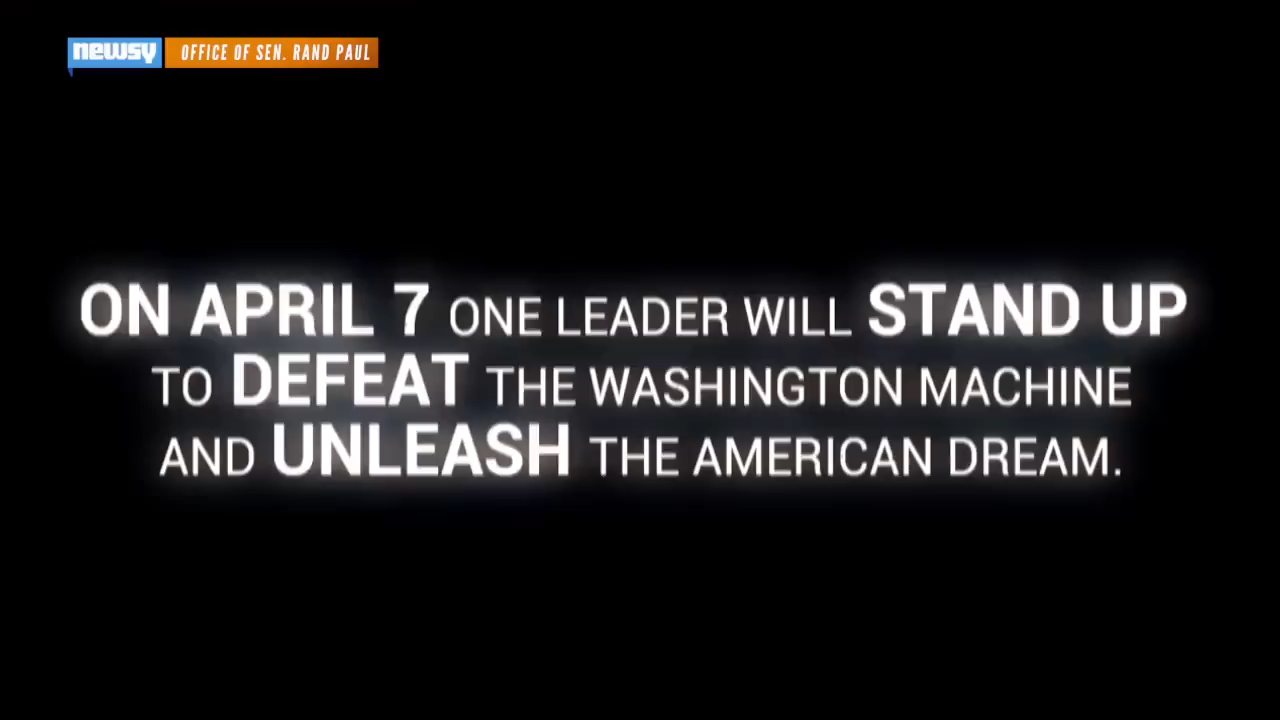 newsy OFFICE OF SEN. RAND PAUL
ON APRIL 7 ONE LEADER WILL STAND UP
TO DEFEAT THE WASHINGTON MACHINE
AND UNLEASH THE AMERICAN DREAM.